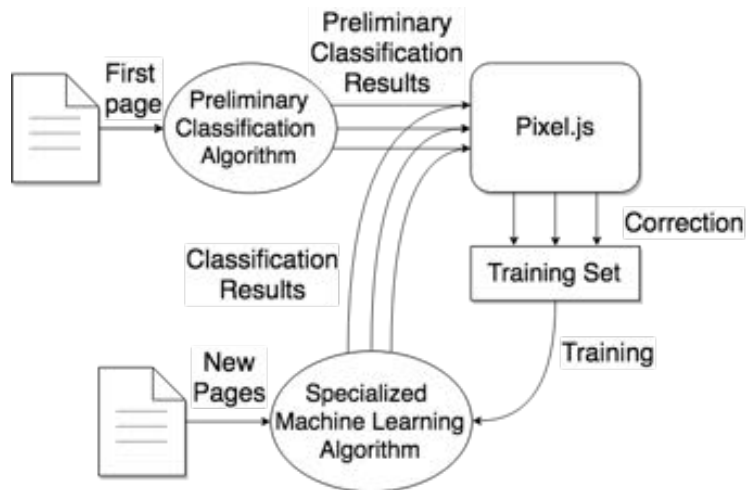 First
page
Preliminary
Classification
Algorithm
Preliminary
Classification
Results
Pixel.js
Correction
Training Set
Training
Classification
Results
New
Pages
Specialized
Machine Learning
Algorithm